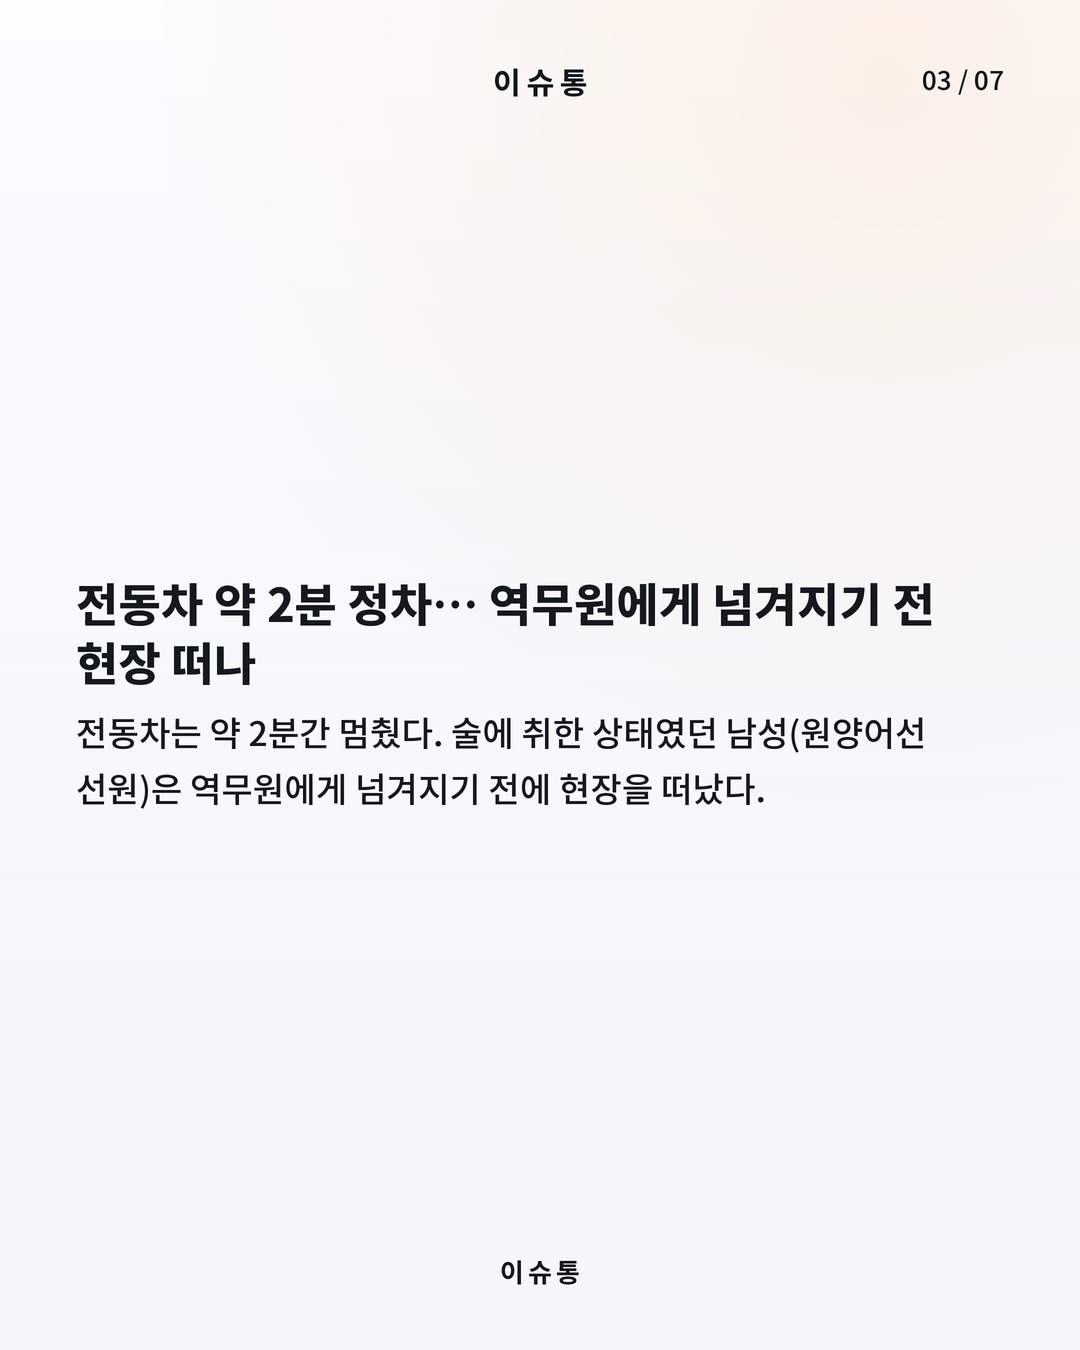 이슈통
03 / 07
전동차 약 2분 정차… 역무원에게 넘겨지기 전
현장 떠나
전동차는 약 2분간 멈췄다. 술에 취한 상태였던 남성(원양어선
선원)은 역무원에게 넘겨지기 전에 현장을 떠났다.
이슈통